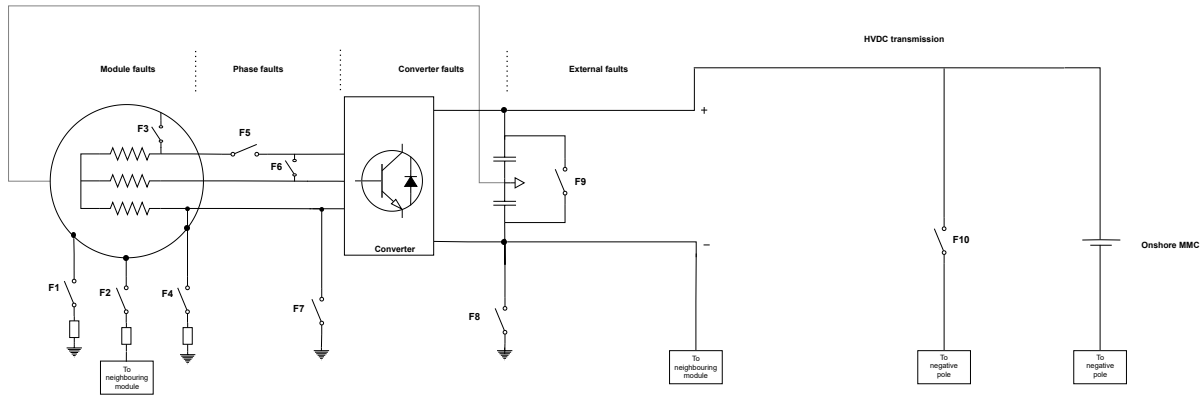 HVDC transmission
Module faults
Phase faults
Converter faults
External faults
F3
F5
F6
F9
+
−
Converter
F10
Onshore MMC
F1
F2
F4
F7
F8
To
neighbouring
module
To
neighbouring
module
To
negative
pole
To
negative
pole